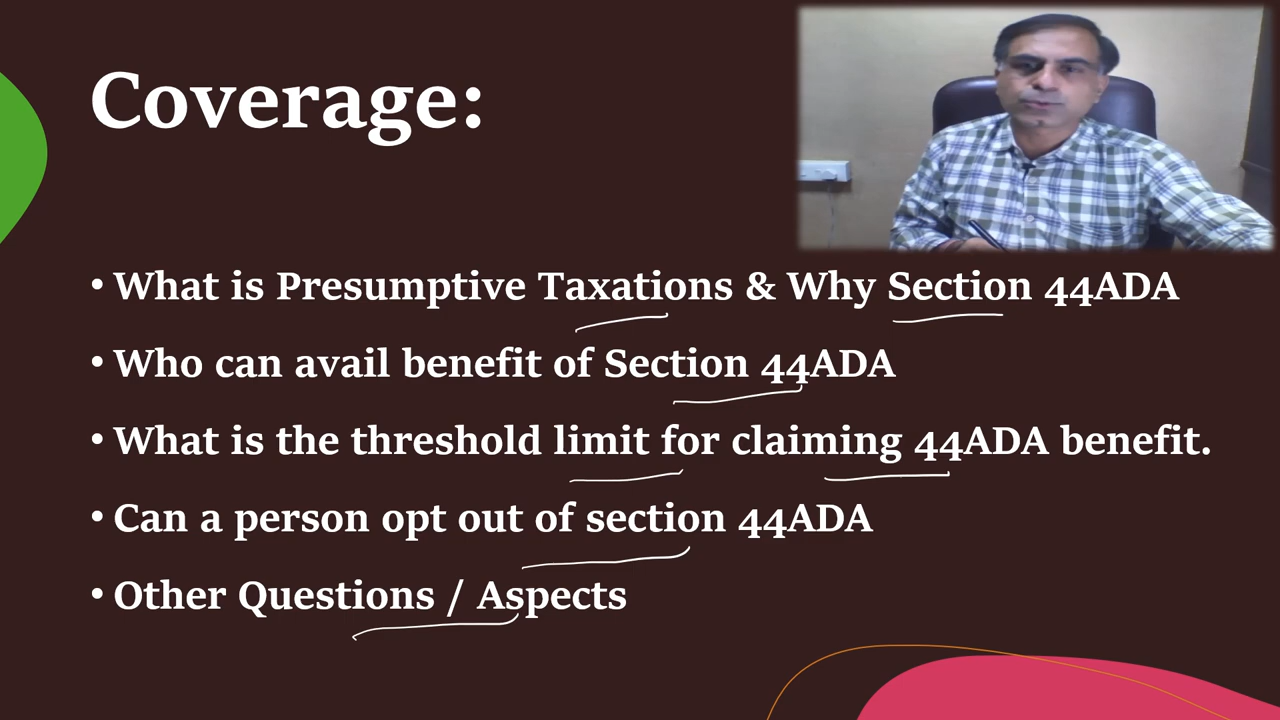 Coverage:
• What is Presumptive Taxations & Why Section 44ADA
• Who can avail benefit of Section 44ADA
• What is the threshold limit for claiming 44ADA benefit.
• Can a person opt out of section 44ADA
• Other Questions / Aspects